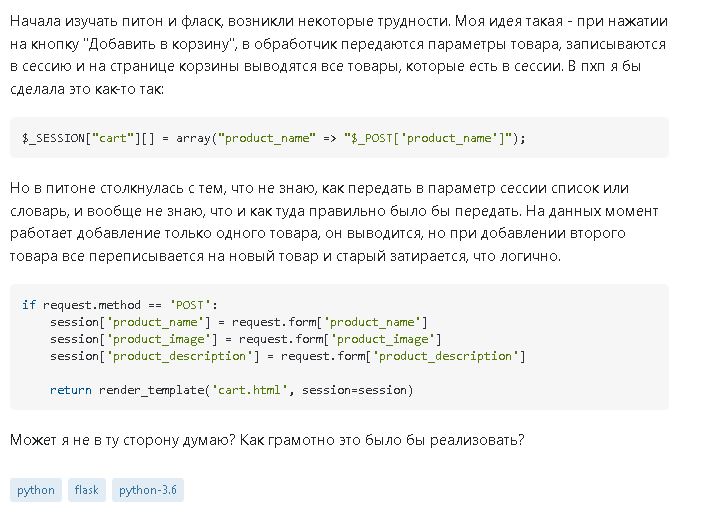 Начала изучать питон и фласк, возникли некоторые трудности. Моя идея такая - при нажатии
на кнопку "Добавить в корзину", в обработчик передаются параметры товара, записываются
в сессию и на странице корзины выводятся все товары, которые есть в сессии. В пхп я бы
сделала это как-то так:
$_SESSION["cart"][] = array("product_name" => "$_POST['product_name']");
Но в питоне столкнулась с тем, что не знаю, как передать в параметр сессии список или
словарь, и вообще не знаю, что и как туда правильно было бы передать. На данных момент
работает добавление только одного товара, он выводится, но при добавлении второго
товара все переписывается на новый товар и старый затирается, что логично.
if request.method == 'POST':
    session['product_name'] = request.form['product_name']
    session['product_image'] = request.form['product_image']
    session['product_description'] = request.form['product_description']
    return render_template('cart.html', session=session)
Может я не в ту сторону думаю? Как грамотно это было бы реализовать?
python flask python-3.6